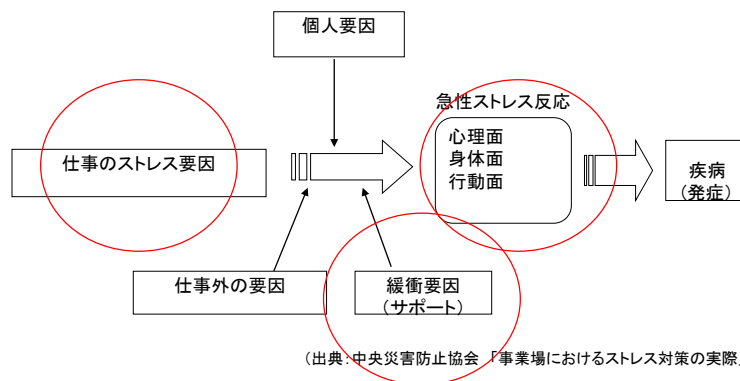 個人要因
急性ストレス反応
心理面
身体面
行動面
仕事のストレス要因
疾病
(発症)
仕事外の要因
緩衝要因
(サポート)
(出典:中央災害防止協会 「事業場におけるストレス対策の実際」